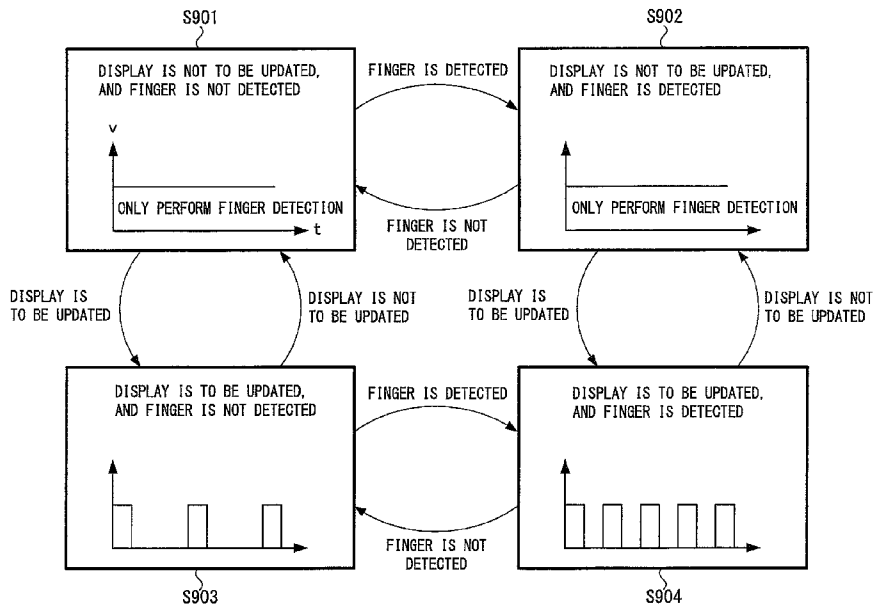 S901
S902
DISPLAY IS NOT TO BE UPDATED,
AND FINGER IS NOT DETECTED
v
ONLY PERFORM FINGER DETECTION
t
FINGER IS DETECTED
FINGER IS NOT
DETECTED
DISPLAY IS NOT TO BE UPDATED,
AND FINGER IS DETECTED
ONLY PERFORM FINGER DETECTION
DISPLAY IS
TO BE UPDATED
DISPLAY IS NOT
TO BE UPDATED
DISPLAY IS
TO BE UPDATED
DISPLAY IS NOT
TO BE UPDATED
DISPLAY IS TO BE UPDATED,
AND FINGER IS NOT DETECTED
FINGER IS DETECTED
FINGER IS NOT
DETECTED
DISPLAY IS TO BE UPDATED,
AND FINGER IS DETECTED
S903
S904